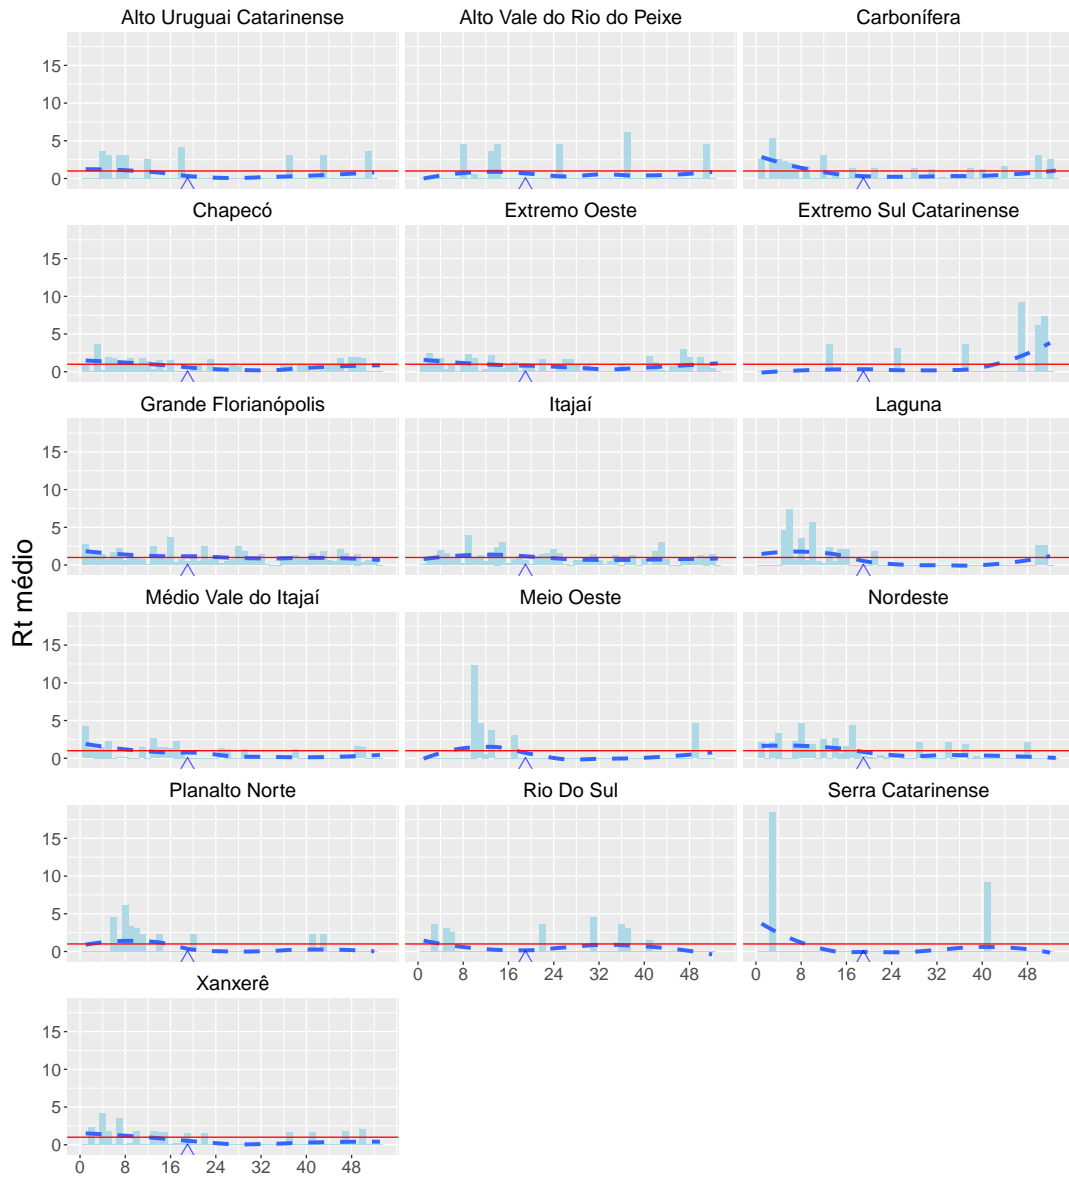 Alto Uruguai Catarinense Alto Vale do Rio do Peixe Carbonífera
15
10
5
0
Chapecó Extremo Oeste Extremo Sul Catarinense
15
10
5
0
Grande Florianópolis Itajaí Laguna
15
10
5
0
Rt médio
Médio Vale do Itajaí Meio Oeste Nordeste
15
10
5
0
Planalto Norte Rio Do Sul Serra Catarinense
15
10
5
0
0 8 16 24 32 40 48 0 8 16 24 32 40 48
Xanxerê
15
10
5
0
0 8 16 24 32 40 48